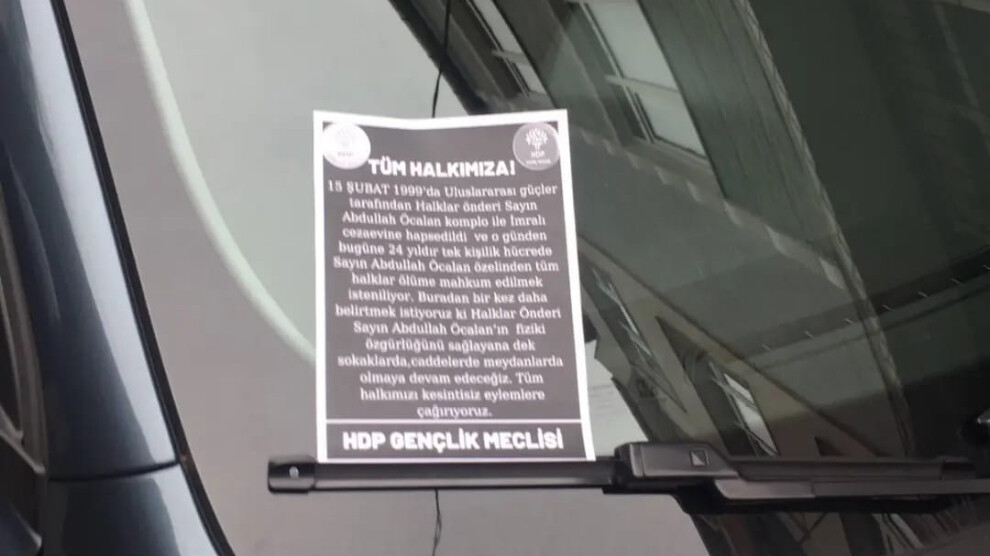 HDP
TÜM HALKIMIZA!
15 ŞUBAT 1999'da Uluslararası güçler
tarafından Halklar önderi Sayın
Abdullah Öcalan komplo ile İmralı
cezaevine hapsedildi ve o günden
bugüne 24 yıldır tek kişilik hücrede
Sayın Abdullah Öcalan özelinden tüm
halklar ölüme mahkum edilmek
isteniliyor. Buradan bir kez daha
belirtmek istiyoruz ki Halklar Önderi
Sayın Abdullah Öcalan'ın fiziki
özgürlüğünü sağlayana dek
sokaklarda,caddelerde meydanlarda
olmaya devam edeceğiz. Tüm
halkımızı kesintisiz eylemlere
çağırıyoruz.
HDP GENÇLİK MECLİSİ